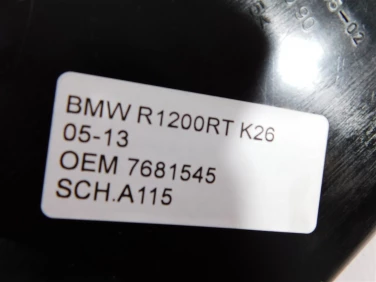 BMW R1200RT K26
05-13
OEM 7681545
SCH.A115